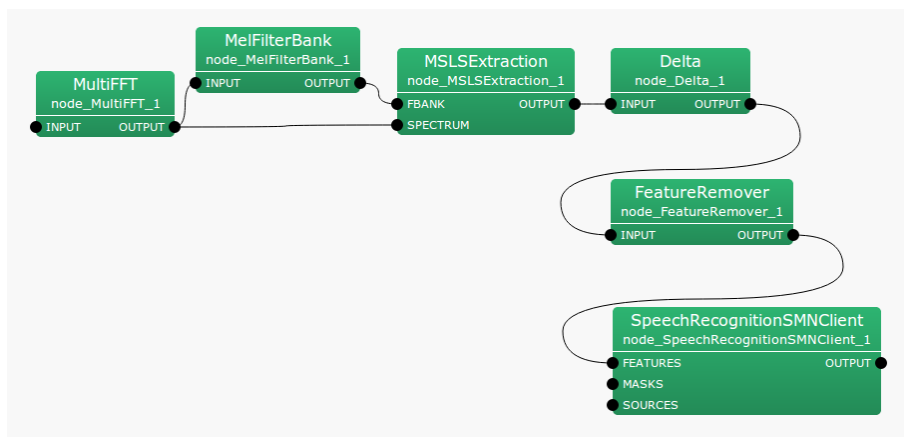 MultiFFT
node_MultiFFT_1
INPUT OUTPUT
MelFilterBank
node_MelFilterBank_1
INPUT OUTPUT
MSLSExtraction
node_MSLSExtraction_1
FBANK OUTPUT
SPECTRUM
Delta
node_Delta_1
INPUT OUTPUT
FeatureRemover
node_FeatureRemover_1
INPUT OUTPUT
SpeechRecognitionSMNClient
node_SpeechRecognitionSMNClient_1
FEATURES OUTPUT
MASKS
SOURCES